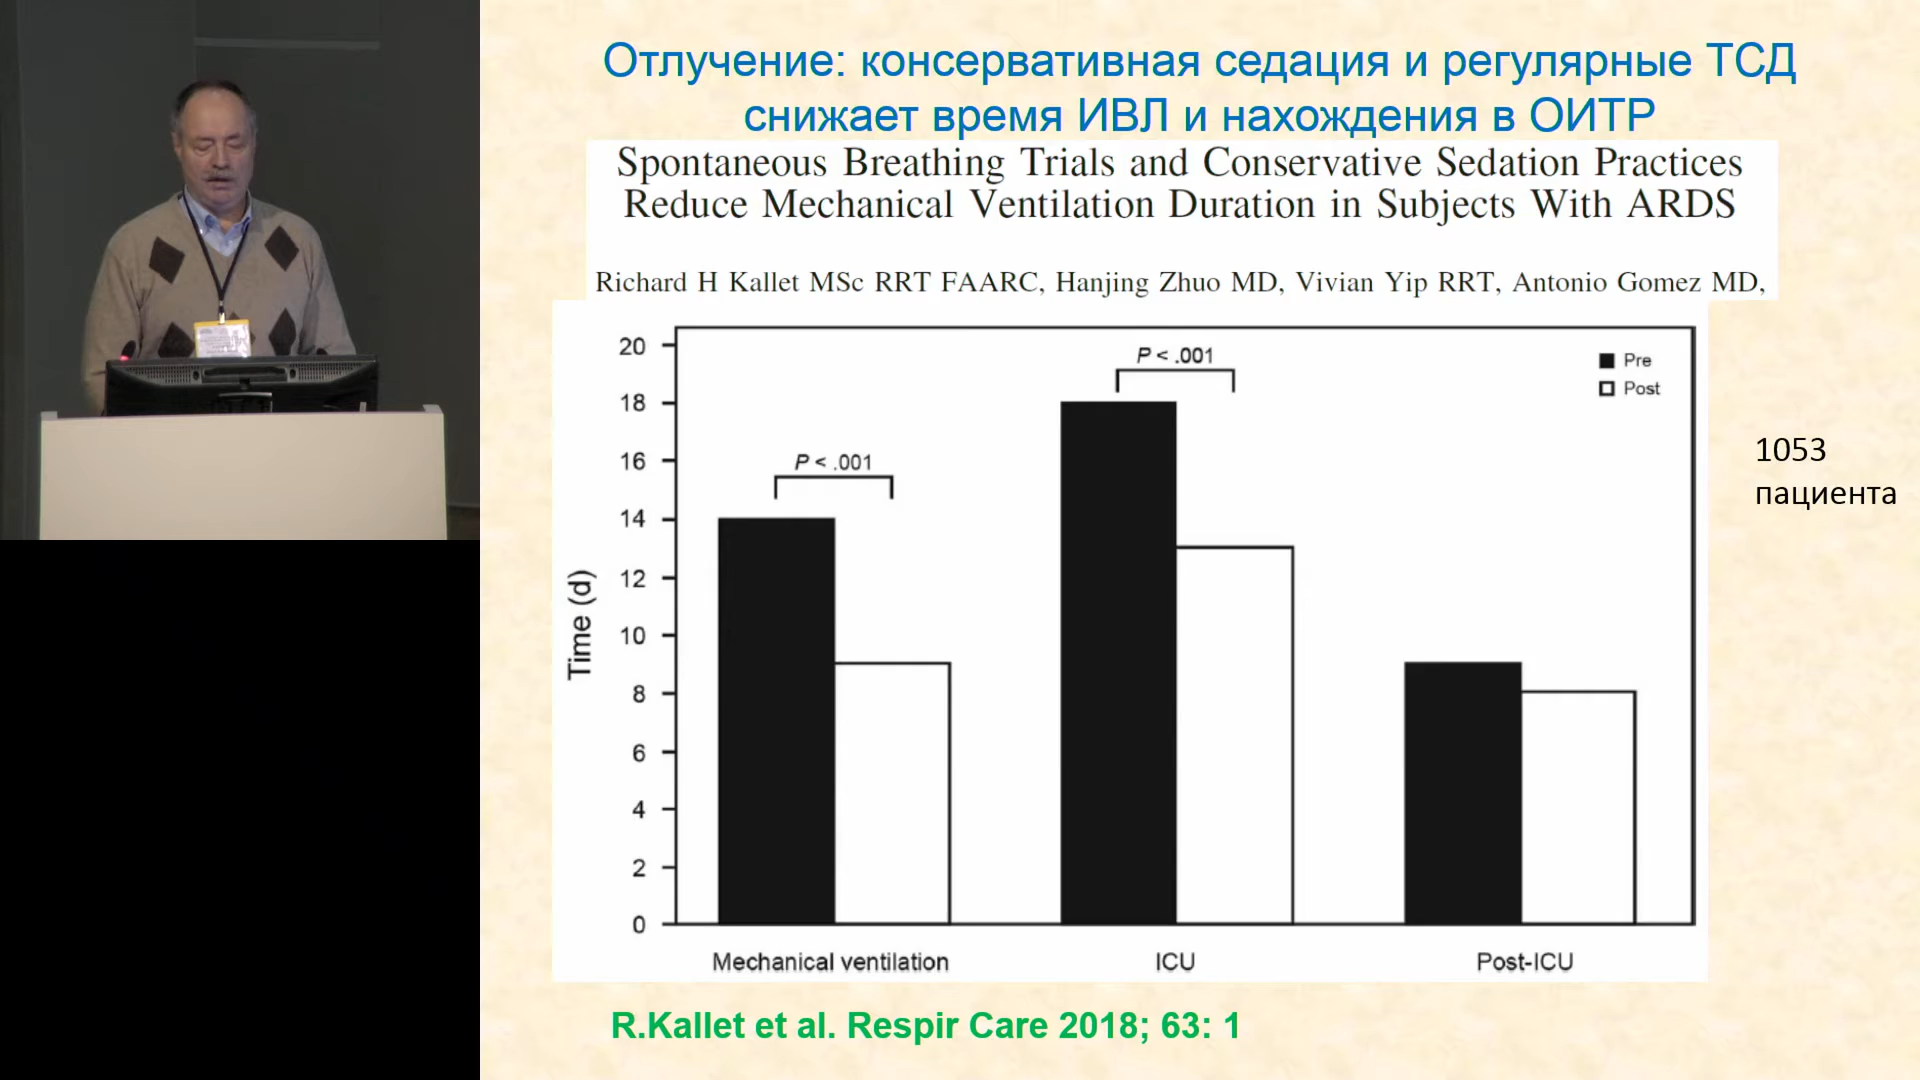 Отлучение: консервативная седация и регулярные ТСД
снижает время ИВЛ и нахождения в ОИТР
Spontaneous Breathing Trials and Conservative Sedation Practices
Reduce Mechanical Ventilation Duration in Subjects With ARDS
Richard H Kallet MSc RRT FAARC, Hanjing Zhuo MD, Vivian Yip RRT, Antonio Gomez MD,
Time (d)
20
18
16
14
12
10
8
6
4
2
0
P < .001
P < .001
Pre
Post
Mechanical ventilation
ICU
Post-ICU
1053
пациента
R.Kallet et al. Respir Care 2018; 63: 1